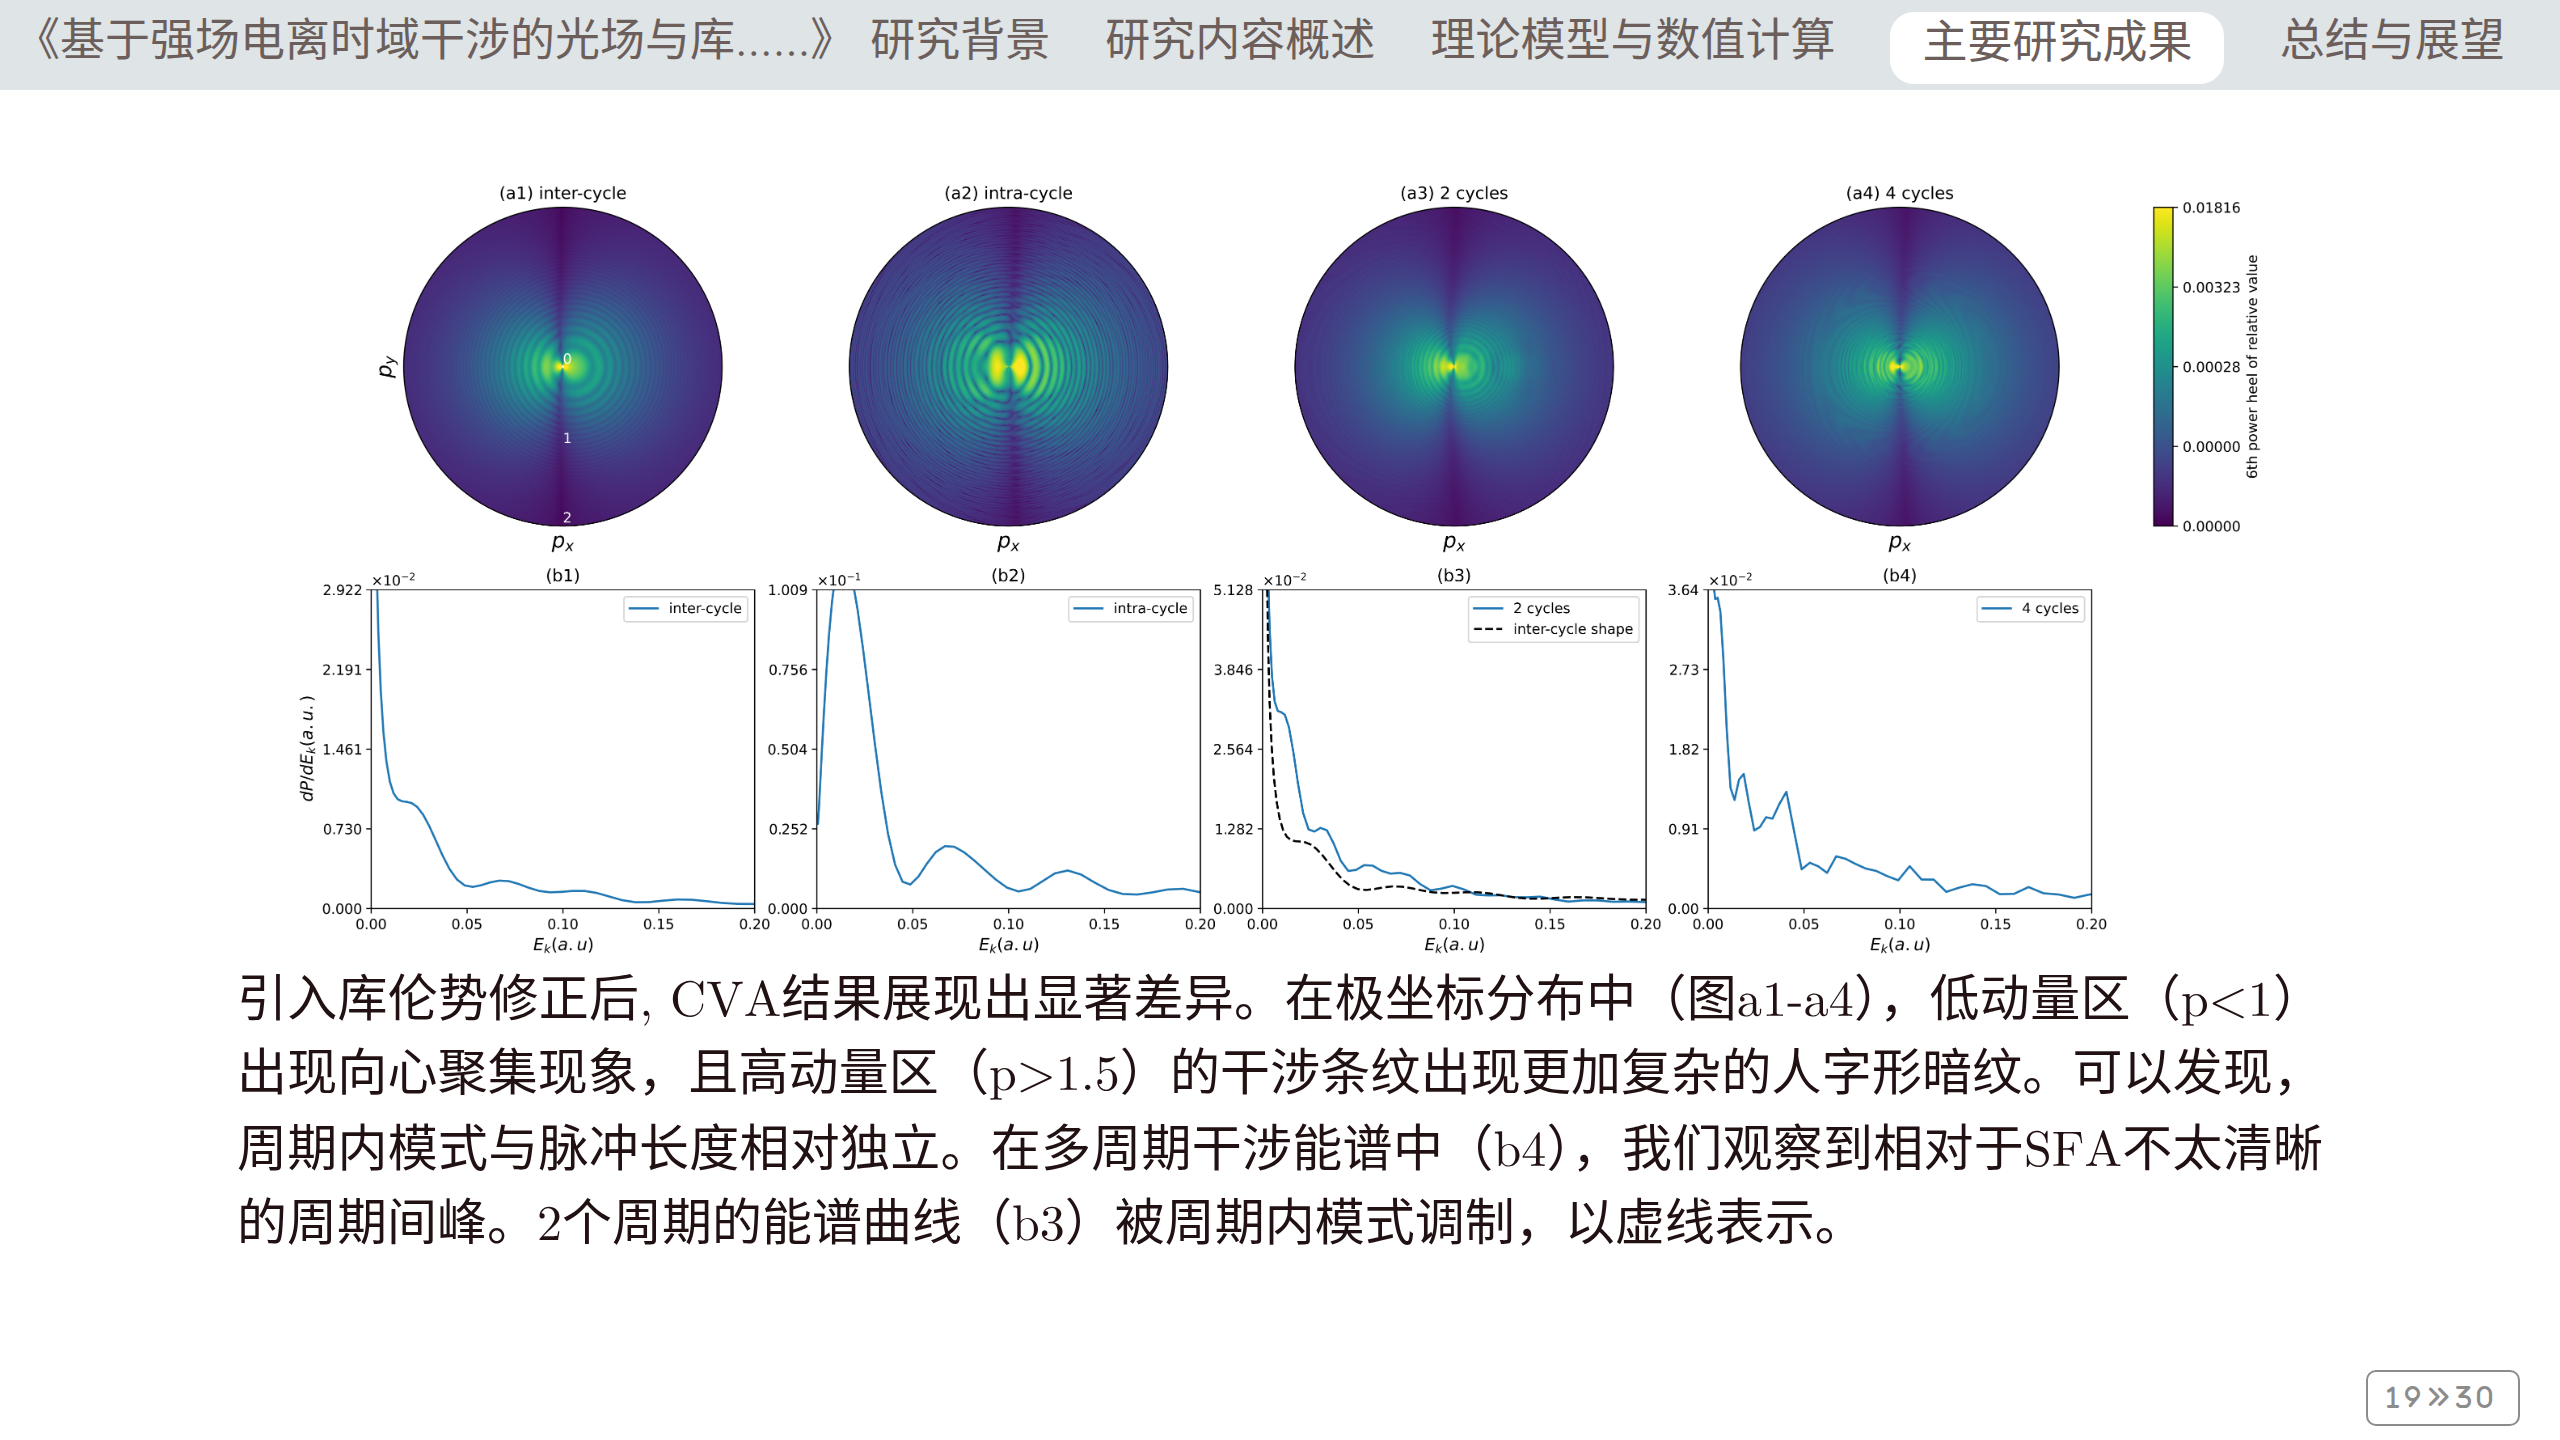 《基于强场电离时域干涉的光场与库......》 研究背景 研究内容概述 理论模型与数值计算 主要研究成果 总结与展望
(a1) inter-cycle
(a2) intra-cycle
(a3) 2 cycles
(a4) 4 cycles
p_y
0
1
2
p_x
p_x
p_x
p_x
0.01816
0.00323
0.00028
0.00000
0.00000
6th power heel of relative value
(b1)
×10⁻²
2.922
2.191
1.461
0.730
0.000
dP/dE_k(a.u.)
inter-cycle
0.00 0.05 0.10 0.15 0.20
E_k(a.u)
(b2)
×10⁻¹
1.009
0.756
0.504
0.252
0.000
intra-cycle
0.00 0.05 0.10 0.15 0.20
E_k(a.u)
(b3)
×10⁻²
5.128
3.846
2.564
1.282
0.000
2 cycles
inter-cycle shape
0.00 0.05 0.10 0.15 0.20
E_k(a.u)
(b4)
×10⁻²
3.64
2.73
1.82
0.91
0.00
4 cycles
0.00 0.05 0.10 0.15 0.20
E_k(a.u)
引入库伦势修正后, CVA结果展现出显著差异。在极坐标分布中（图a1-a4），低动量区（p<1）
出现向心聚集现象，且高动量区（p>1.5）的干涉条纹出现更加复杂的人字形暗纹。可以发现，
周期内模式与脉冲长度相对独立。在多周期干涉能谱中（b4），我们观察到相对于SFA不太清晰
的周期间峰。2个周期的能谱曲线（b3）被周期内模式调制，以虚线表示。
19»30